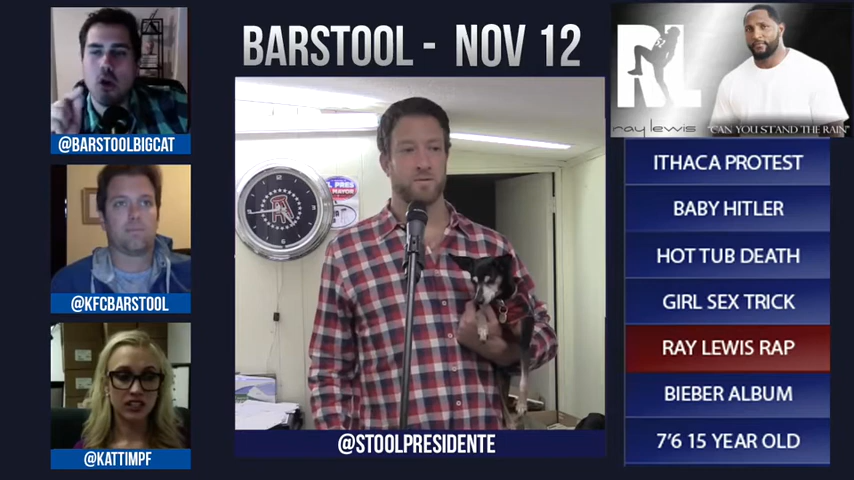 BARSTOOL - NOV 12
@BARSTOOLBIGCAT
@KFCBARSTOOL
@KATTIMPF
PRES
@STOOLPRESIDENTE
RL
ray lewis
"CAN YOU STAND THE RAIN"
ITHACA PROTEST
BABY HITLER
HOT TUB DEATH
GIRL SEX TRICK
RAY LEWIS RAP
BIEBER ALBUM
7'6 15 YEAR OLD